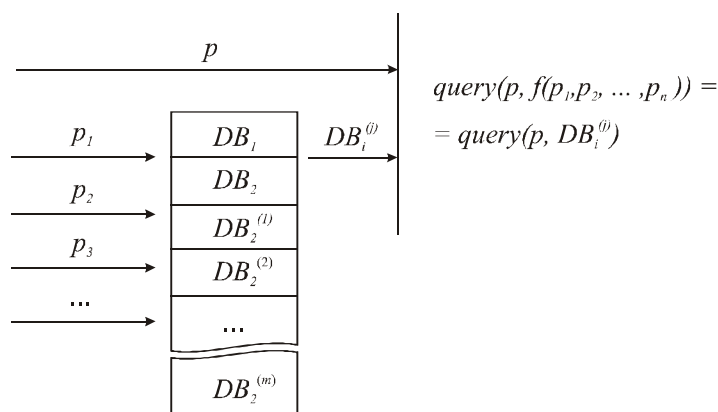 p
query(p, f(p₁,p₂, ... ,pₙ)) =
= query(p, DBᵢ⁽ʲ⁾)
p₁
DB₁
DBᵢ⁽ʲ⁾
DB₂
p₂
DB₂⁽¹⁾
p₃
DB₂⁽²⁾
...
...
DB₂⁽ᵐ⁾